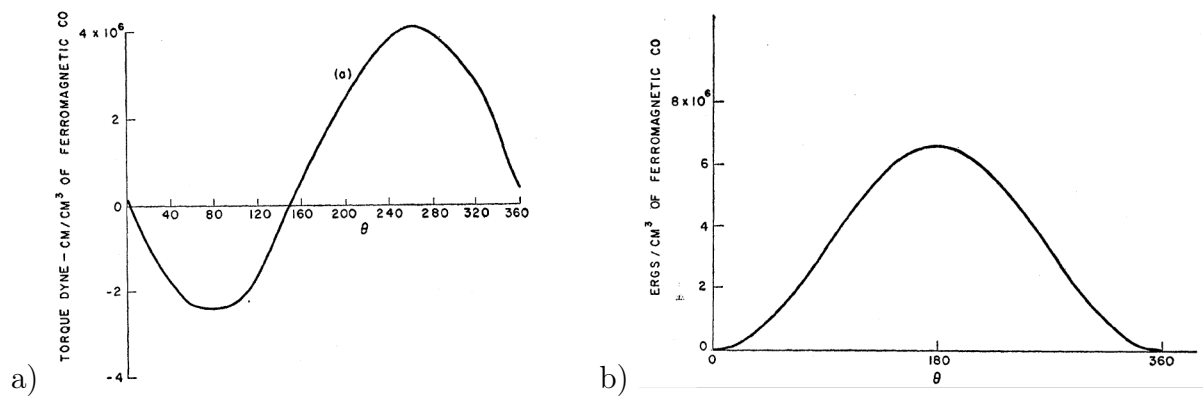 TORQUE DYNE-CM/CM³ OF FERROMAGNETIC CO
4 x 10⁶
2
0
-2
-4
(a)
40 80 120 160 200 240 280 320 360
θ
a)
ERGS/CM³ OF FERROMAGNETIC CO
8 x 10⁶
6
4
2
0
0 180 360
θ
b)